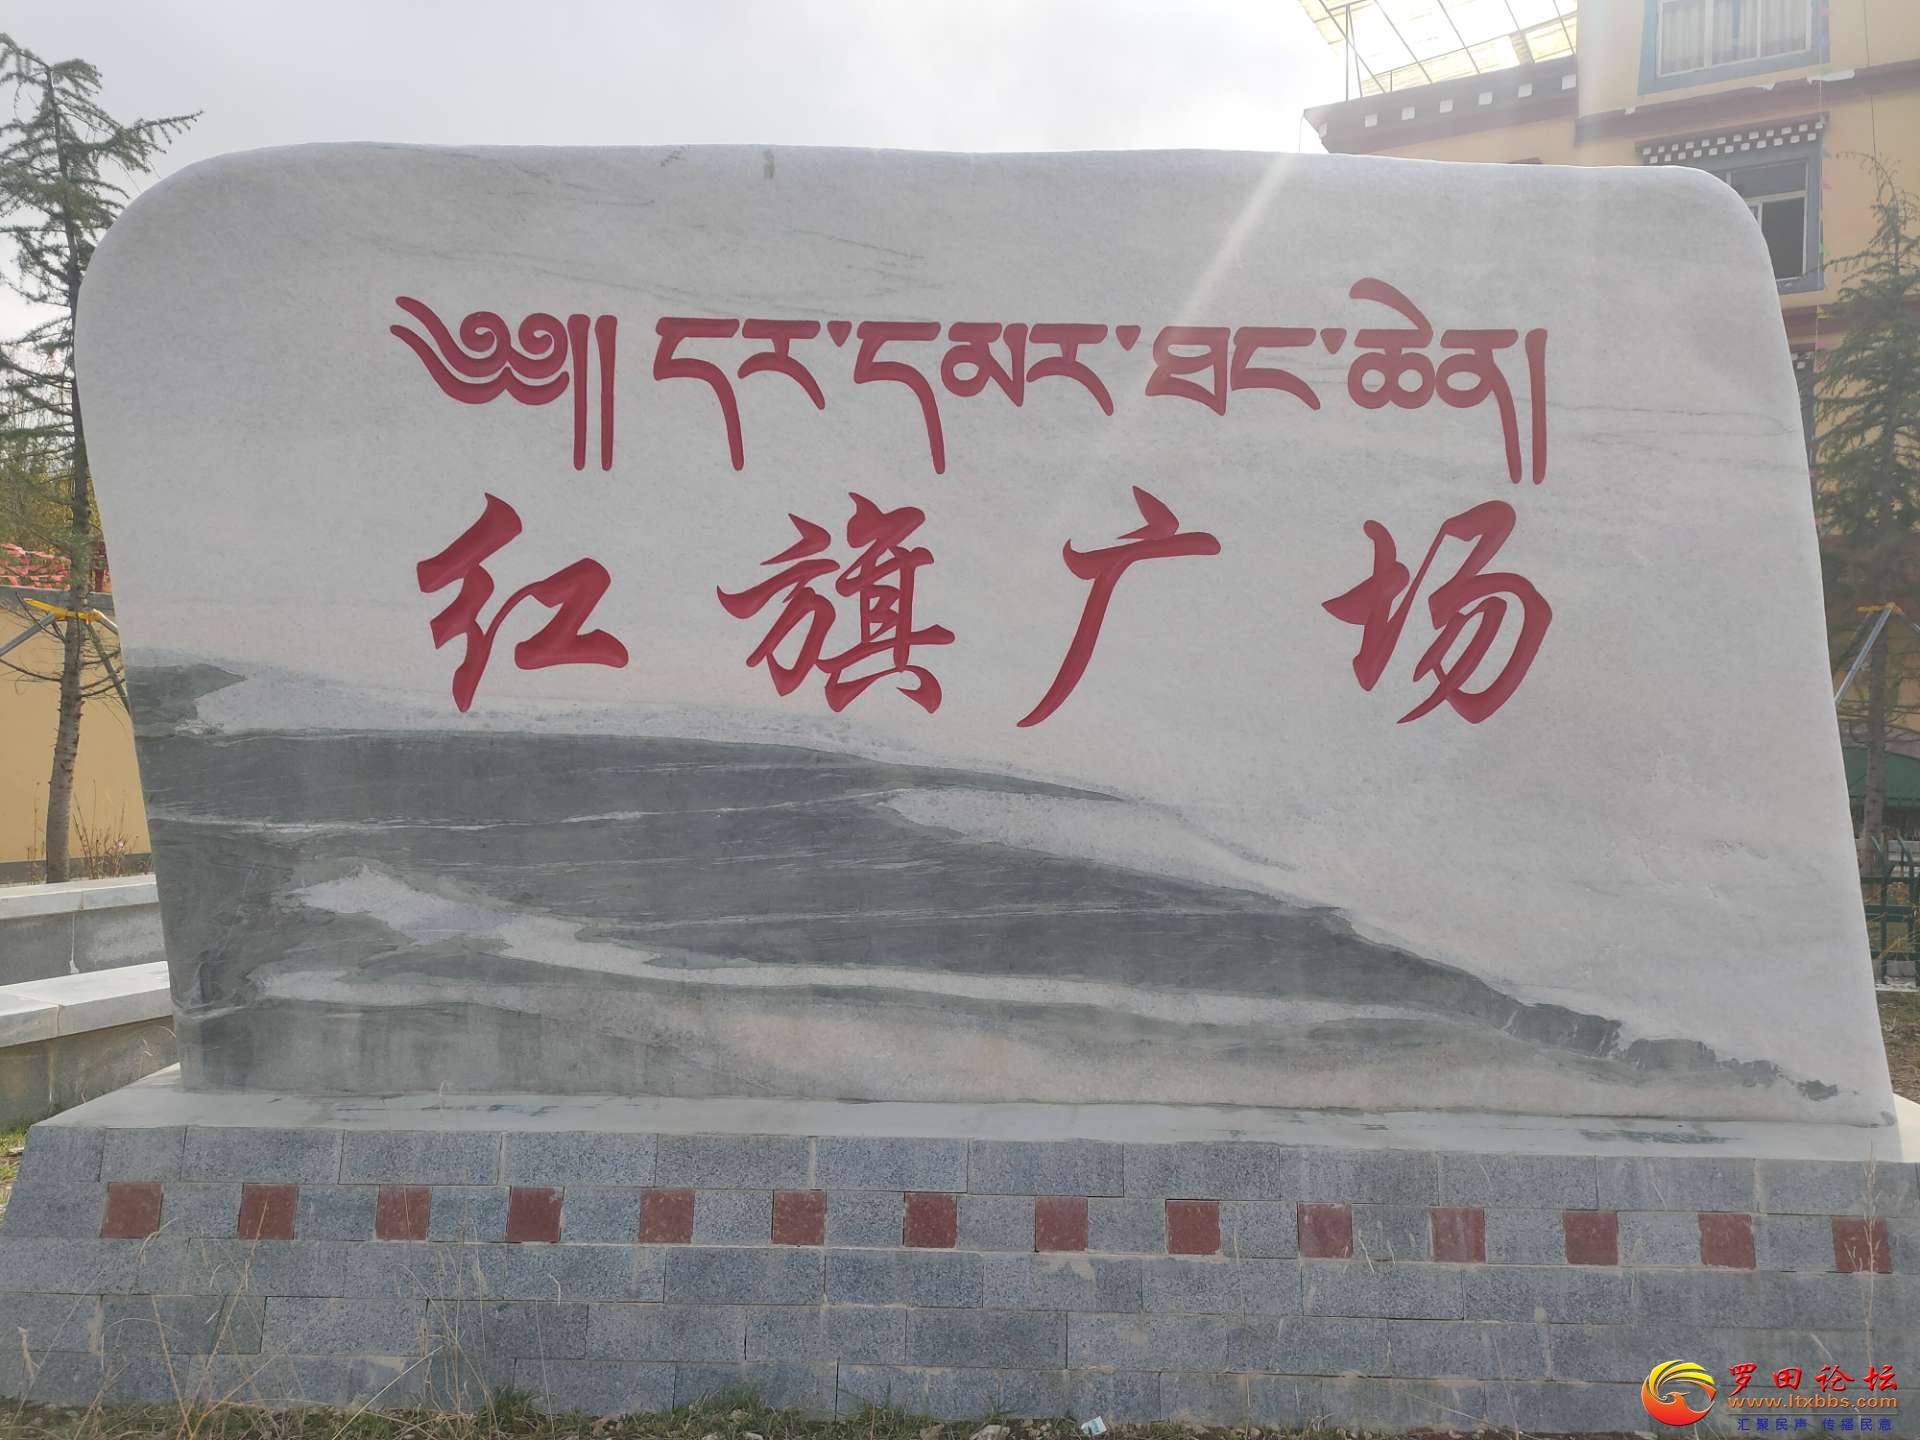 ༄༅།། དར་དམར་ཐང་ཆེན།
红旗广场
罗田论坛
www.ltxbbs.com
汇聚民声 传播民意